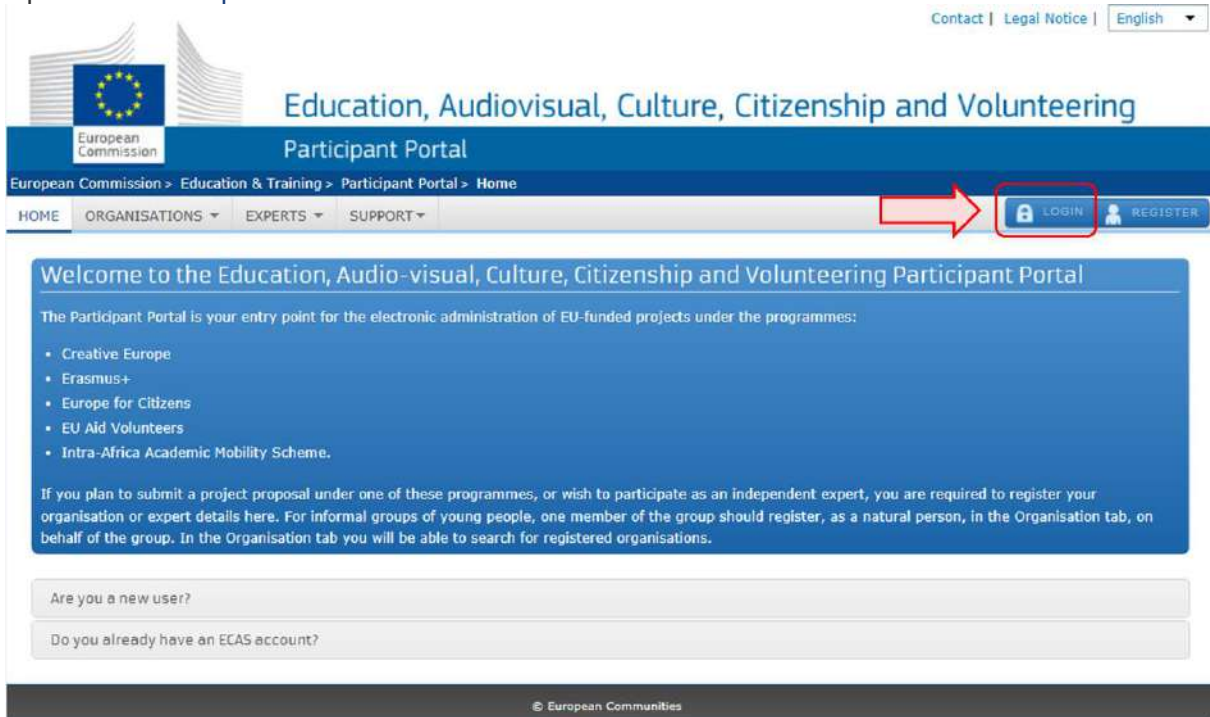 Contact | Legal Notice | English
Education, Audiovisual, Culture, Citizenship and Volunteering
European
Commission
Participant Portal
European Commission > Education & Training > Participant Portal > Home
HOME ORGANISATIONS EXPERTS SUPPORT LOGIN REGISTER
Welcome to the Education, Audio-visual, Culture, Citizenship and Volunteering Participant Portal
The Participant Portal is your entry point for the electronic administration of EU-funded projects under the programmes:
• Creative Europe
• Erasmus+
• Europe for Citizens
• EU Aid Volunteers
• Intra-Africa Academic Mobility Scheme.
If you plan to submit a project proposal under one of these programmes, or wish to participate as an independent expert, you are required to register your
organisation or expert details here. For informal groups of young people, one member of the group should register, as a natural person, in the Organisation tab, on
behalf of the group. In the Organisation tab you will be able to search for registered organisations.
Are you a new user?
Do you already have an ECAS account?
© European Communities